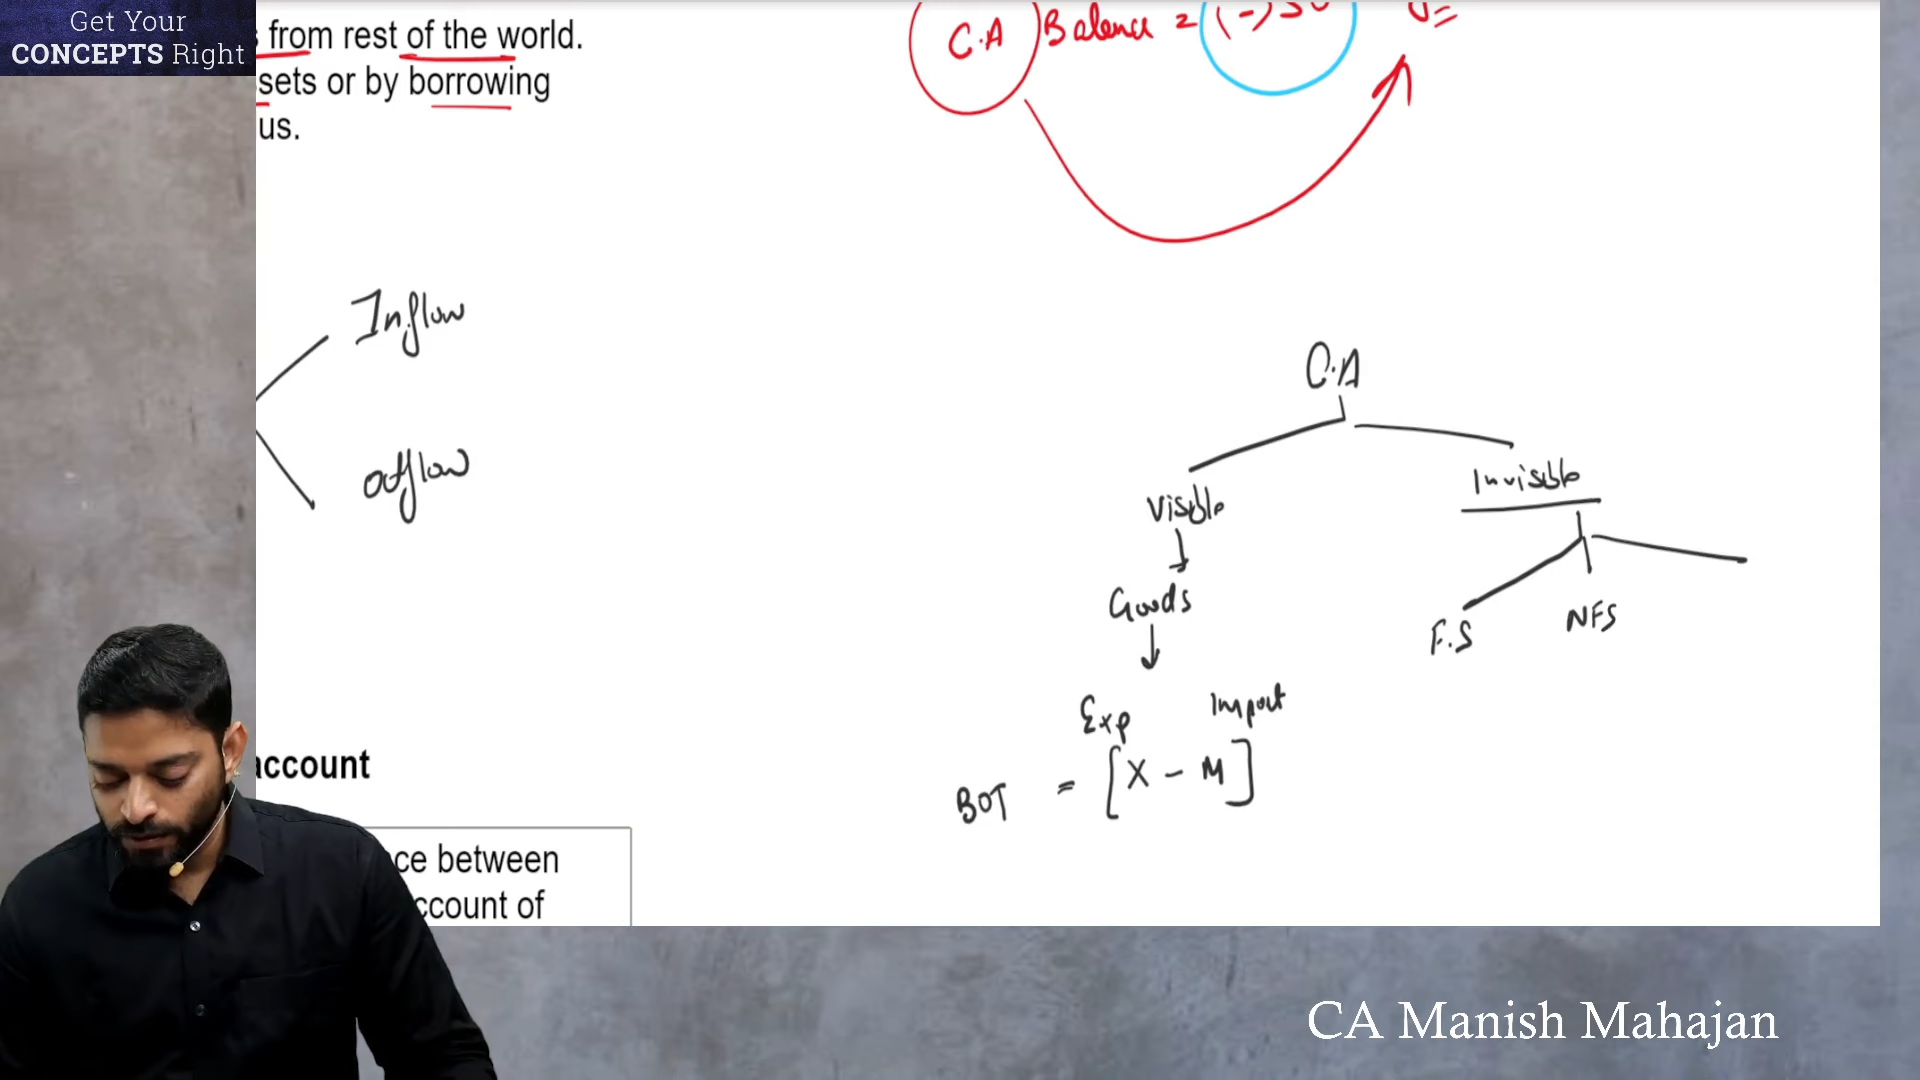 Get Your
CONCEPTS Right
from rest of the world.
sets or by borrowing
us.
C.A Balance =
Inflow
outflow
C.A
Visible
Invisible
Goods
F.S
NFS
Exp
Import
BOT = [X - M]
account
ce between
ccount of
CA Manish Mahajan